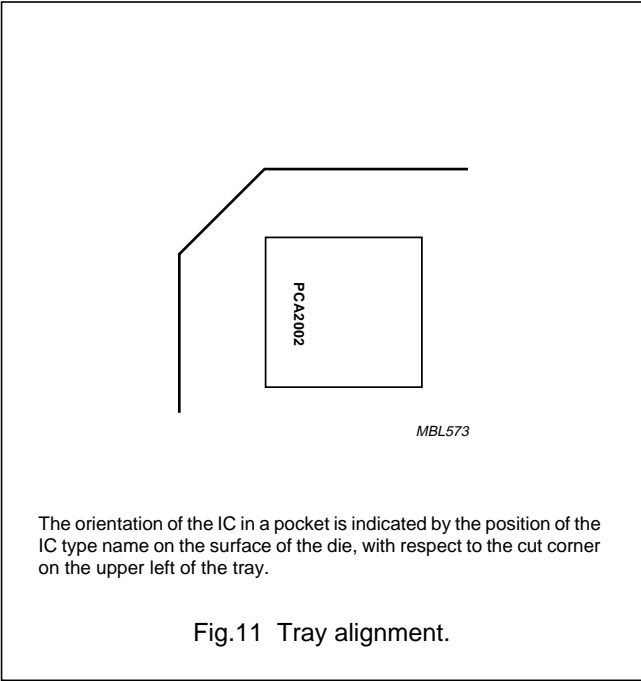 PCA2002
MBL573
The orientation of the IC in a pocket is indicated by the position of the
IC type name on the surface of the die, with respect to the cut corner
on the upper left of the tray.
Fig.11 Tray alignment.